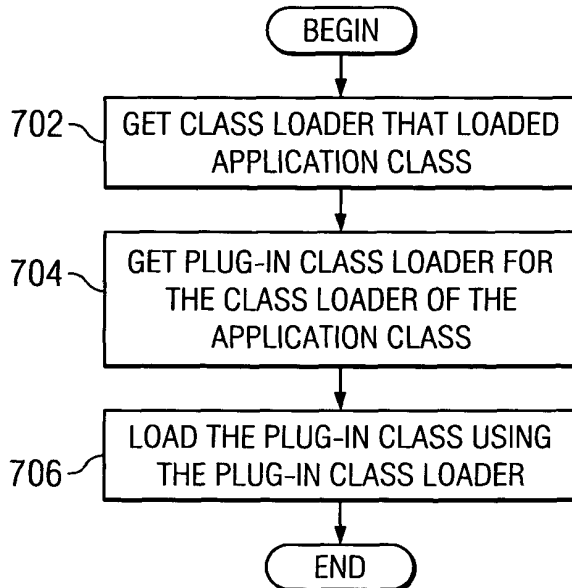 BEGIN
702
GET CLASS LOADER THAT LOADED
APPLICATION CLASS
704
GET PLUG-IN CLASS LOADER FOR
THE CLASS LOADER OF THE
APPLICATION CLASS
706
LOAD THE PLUG-IN CLASS USING
THE PLUG-IN CLASS LOADER
END